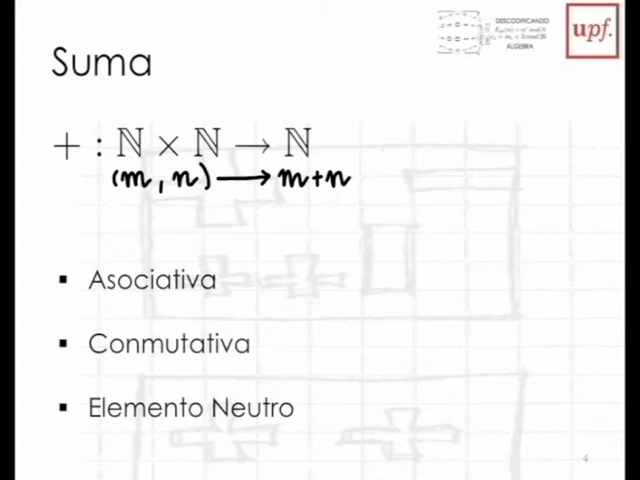 DESCODIFICANDO
ÁLGEBRA
upf.
Suma
+ : ℕ × ℕ → ℕ
(m, n) → m+n
▪ Asociativa
▪ Conmutativa
▪ Elemento Neutro
4